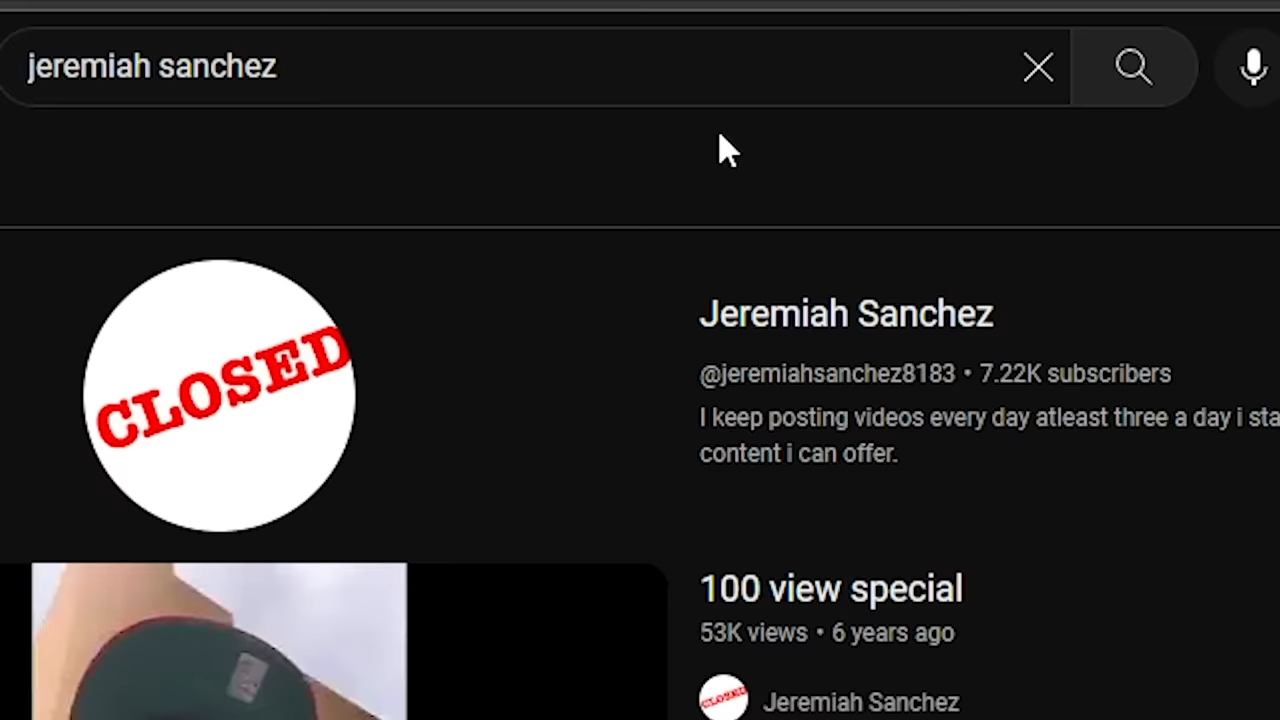 jeremiah sanchez
CLOSED
Jeremiah Sanchez
@jeremiahsanchez8183 • 7.22K subscribers
I keep posting videos every day atleast three a day i sta
content i can offer.
100 view special
53K views • 6 years ago
CLOSED
Jeremiah Sanchez